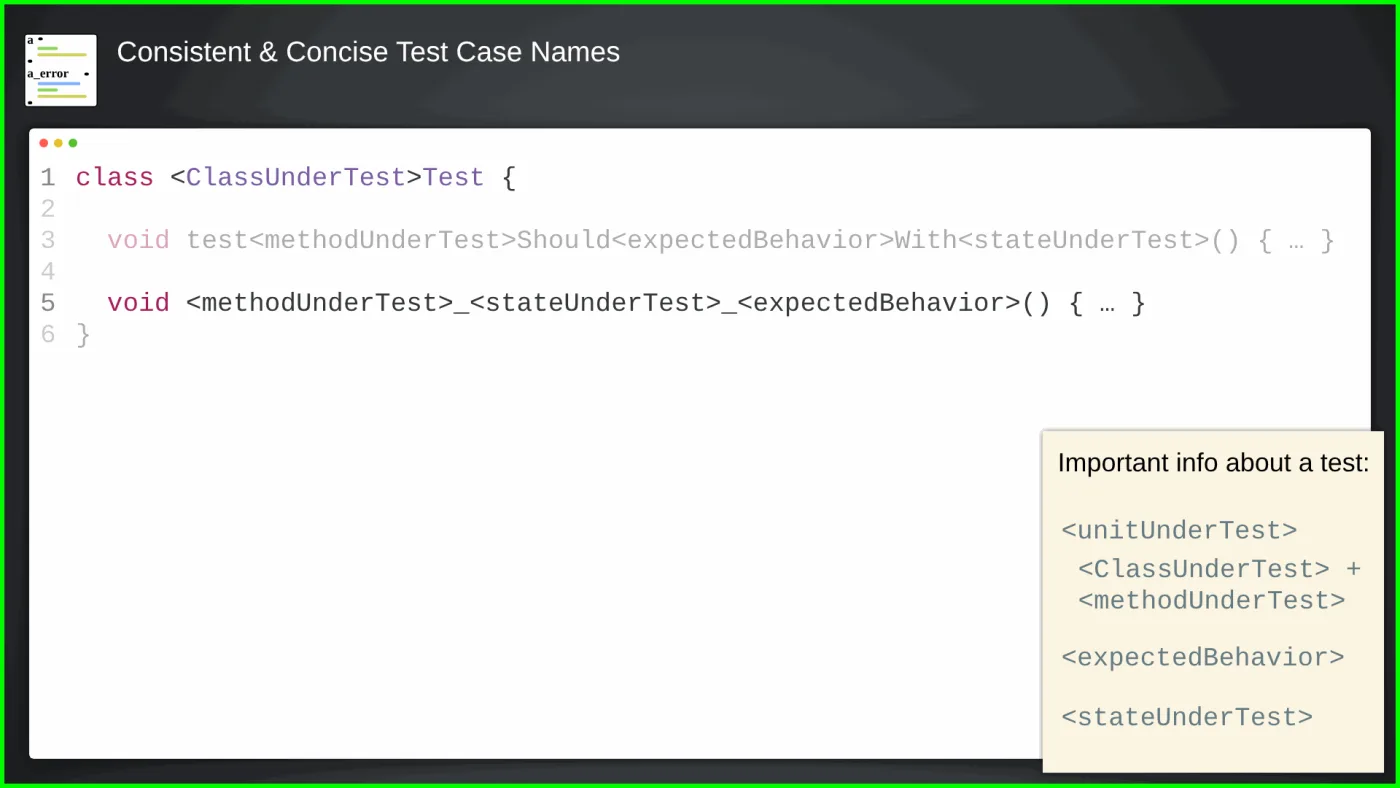 a
a_error
Consistent & Concise Test Case Names
1 class <ClassUnderTest>Test {
2
3 void test<methodUnderTest>Should<expectedBehavior>With<stateUnderTest>() { … }
4
5 void <methodUnderTest>_<stateUnderTest>_<expectedBehavior>() { … }
6 }
Important info about a test:
<unitUnderTest>
<ClassUnderTest> +
<methodUnderTest>
<expectedBehavior>
<stateUnderTest>